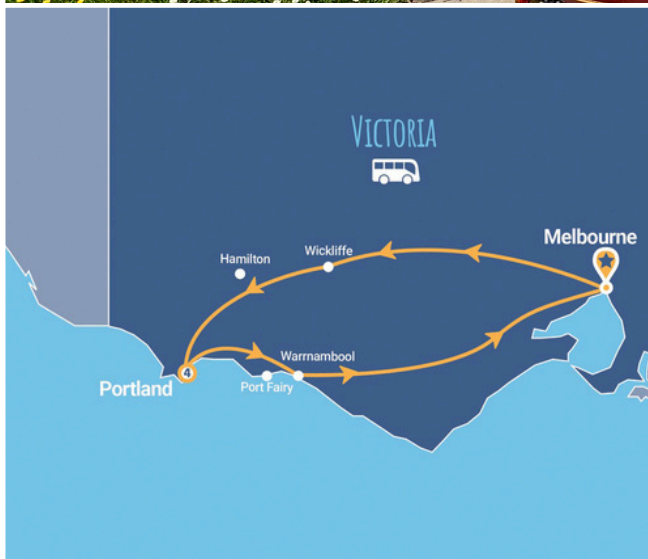 VICTORIA
Melbourne
Wickliffe
Hamilton
Warrnambool
4
Portland
Port Fairy